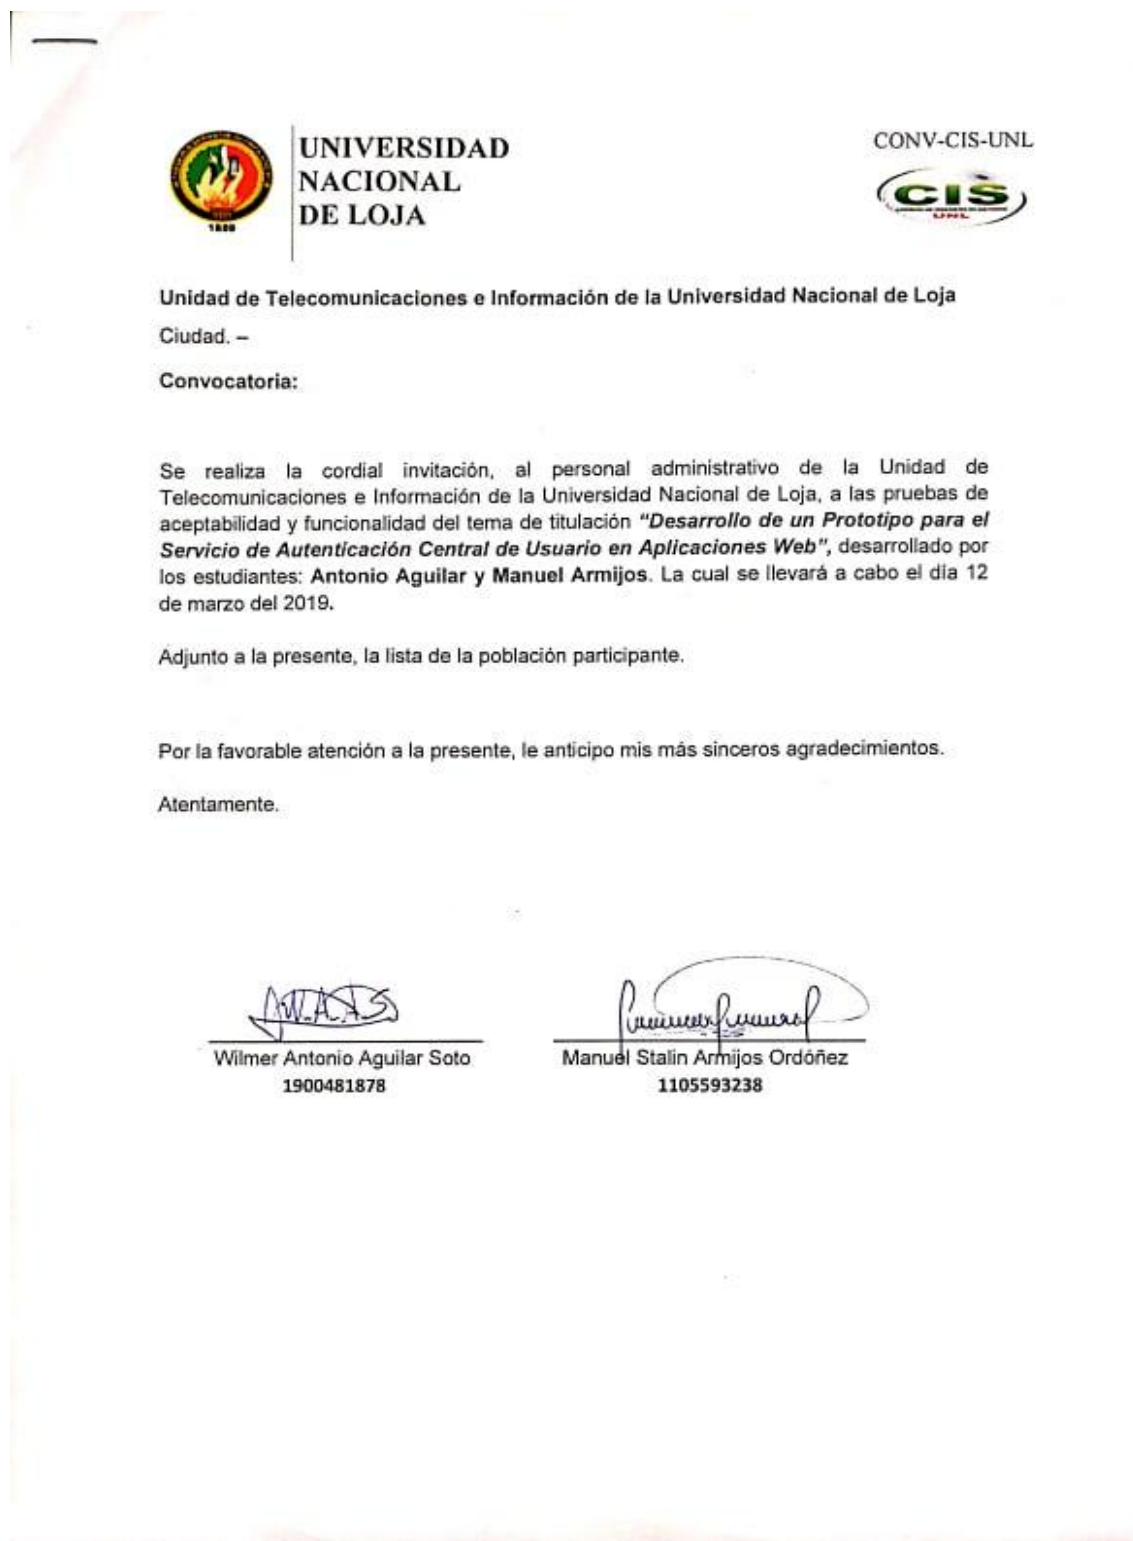 UNIVERSIDAD
NACIONAL
DE LOJA
1859
CONV-CIS-UNL
CIS
UNL
Unidad de Telecomunicaciones e Información de la Universidad Nacional de Loja
Ciudad. –
Convocatoria:
Se realiza la cordial invitación, al personal administrativo de la Unidad de
Telecomunicaciones e Información de la Universidad Nacional de Loja, a las pruebas de
aceptabilidad y funcionalidad del tema de titulación "Desarrollo de un Prototipo para el
Servicio de Autenticación Central de Usuario en Aplicaciones Web", desarrollado por
los estudiantes: Antonio Aguilar y Manuel Armijos. La cual se llevará a cabo el día 12
de marzo del 2019.
Adjunto a la presente, la lista de la población participante.
Por la favorable atención a la presente, le anticipo mis más sinceros agradecimientos.
Atentamente.
Wilmer Antonio Aguilar Soto
1900481878
Manuel Stalin Armijos Ordóñez
1105593238